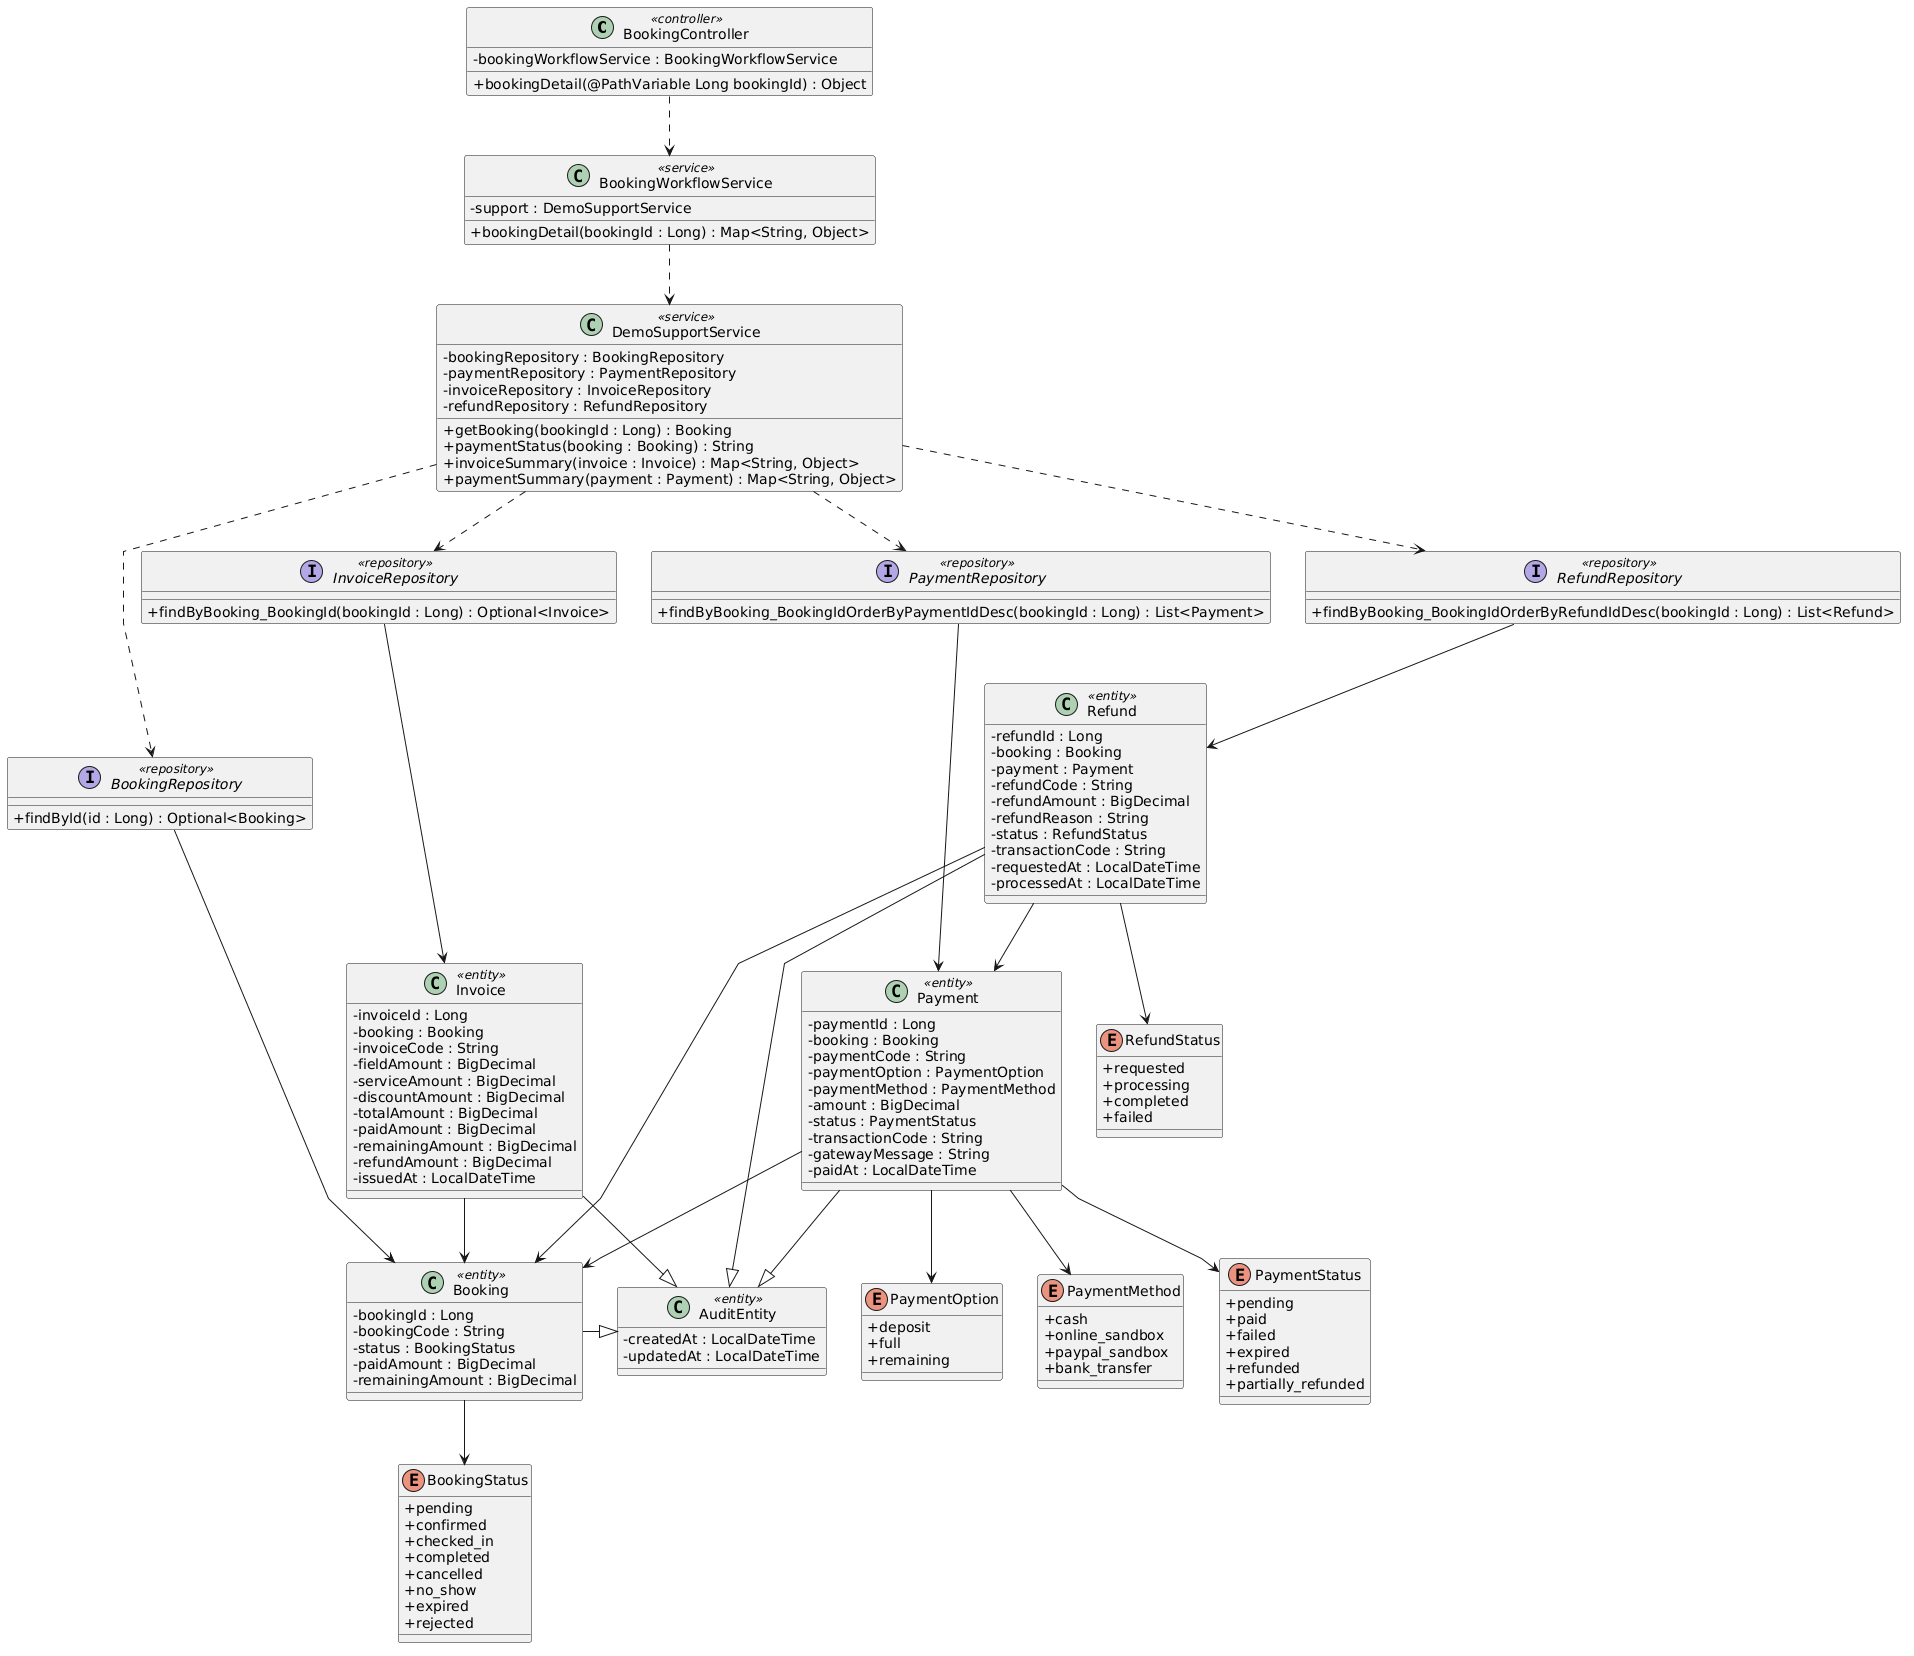 «controller»
C BookingController
-bookingWorkflowService : BookingWorkflowService
+bookingDetail(@PathVariable Long bookingId) : Object
«service»
C BookingWorkflowService
-support : DemoSupportService
+bookingDetail(bookingId : Long) : Map<String, Object>
«service»
C DemoSupportService
-bookingRepository : BookingRepository
-paymentRepository : PaymentRepository
-invoiceRepository : InvoiceRepository
-refundRepository : RefundRepository
+getBooking(bookingId : Long) : Booking
+paymentStatus(booking : Booking) : String
+invoiceSummary(invoice : Invoice) : Map<String, Object>
+paymentSummary(payment : Payment) : Map<String, Object>
«repository»
I InvoiceRepository
+findByBooking_BookingId(bookingId : Long) : Optional<Invoice>
«repository»
I PaymentRepository
+findByBooking_BookingIdOrderByPaymentIdDesc(bookingId : Long) : List<Payment>
«repository»
I RefundRepository
+findByBooking_BookingIdOrderByRefundIdDesc(bookingId : Long) : List<Refund>
«entity»
C Refund
-refundId : Long
-booking : Booking
-payment : Payment
-refundCode : String
-refundAmount : BigDecimal
-refundReason : String
-status : RefundStatus
-transactionCode : String
-requestedAt : LocalDateTime
-processedAt : LocalDateTime
«repository»
I BookingRepository
+findById(id : Long) : Optional<Booking>
«entity»
C Invoice
-invoiceId : Long
-booking : Booking
-invoiceCode : String
-fieldAmount : BigDecimal
-serviceAmount : BigDecimal
-discountAmount : BigDecimal
-totalAmount : BigDecimal
-paidAmount : BigDecimal
-remainingAmount : BigDecimal
-refundAmount : BigDecimal
-issuedAt : LocalDateTime
«entity»
C Payment
-paymentId : Long
-booking : Booking
-paymentCode : String
-paymentOption : PaymentOption
-paymentMethod : PaymentMethod
-amount : BigDecimal
-status : PaymentStatus
-transactionCode : String
-gatewayMessage : String
-paidAt : LocalDateTime
E RefundStatus
+requested
+processing
+completed
+failed
«entity»
C Booking
-bookingId : Long
-bookingCode : String
-status : BookingStatus
-paidAmount : BigDecimal
-remainingAmount : BigDecimal
«entity»
C AuditEntity
-createdAt : LocalDateTime
-updatedAt : LocalDateTime
E PaymentOption
+deposit
+full
+remaining
E PaymentMethod
+cash
+online_sandbox
+paypal_sandbox
+bank_transfer
E PaymentStatus
+pending
+paid
+failed
+expired
+refunded
+partially_refunded
E BookingStatus
+pending
+confirmed
+checked_in
+completed
+cancelled
+no_show
+expired
+rejected